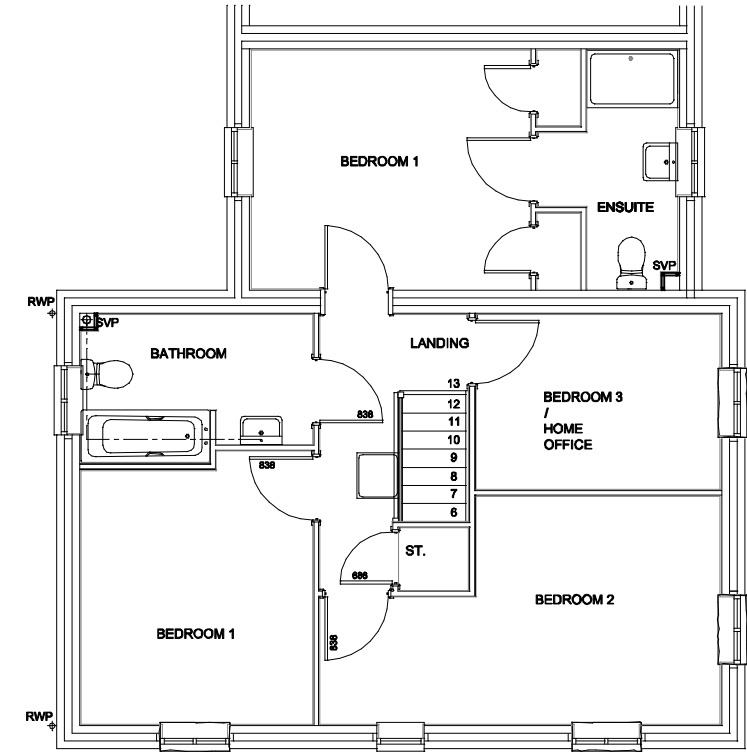 BEDROOM 1
ENSUITE
SVP
RWP
SVP
BATHROOM
LANDING
13
12
11
10
9
8
7
6
BEDROOM 3
/
HOME
OFFICE
838
838
ST.
686
838
BEDROOM 2
BEDROOM 1
RWP